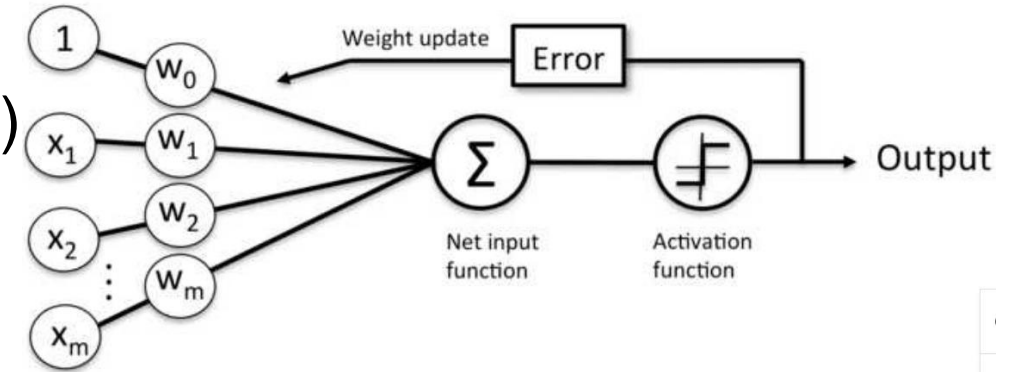 )
1
w₀
Weight update
Error
x₁
w₁
Σ
Output
x₂
w₂
Net input
function
Activation
function
⋮
xₘ
wₘ